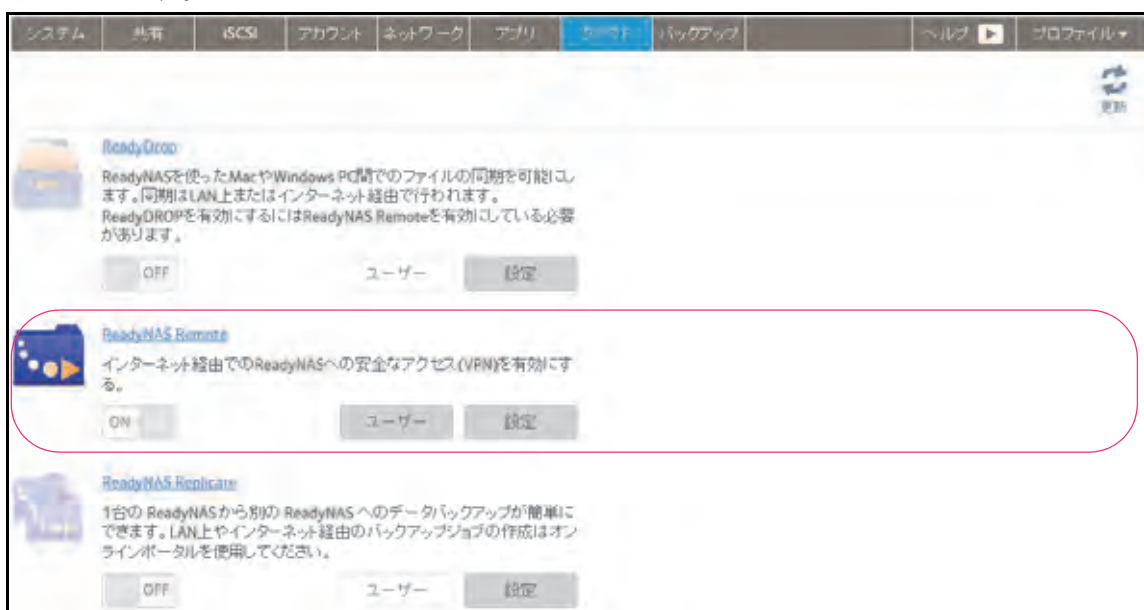 システム 共有 iSCSI アカウント ネットワーク アプリ クラウド バックアップ ヘルプ プロファイル
更新
ReadyDrop
ReadyNASを使ったMacやWindows PC間でのファイルの同期を可能にし
ます。同期はLAN上またはインターネット経由で行われます。
ReadyDROPを有効にするにはReadyNAS Remoteを有効にしている必要
があります。
OFF ユーザー 設定
ReadyNAS Remote
インターネット経由でのReadyNASへの安全なアクセス(VPN)を有効にす
る。
ON ユーザー 設定
ReadyNAS Replicate
1台の ReadyNASから別の ReadyNAS へのデータバックアップが簡単に
できます。LAN上やインターネット経由のバックアップジョブの作成はオン
ラインポータルを使用してください。
OFF ユーザー 設定